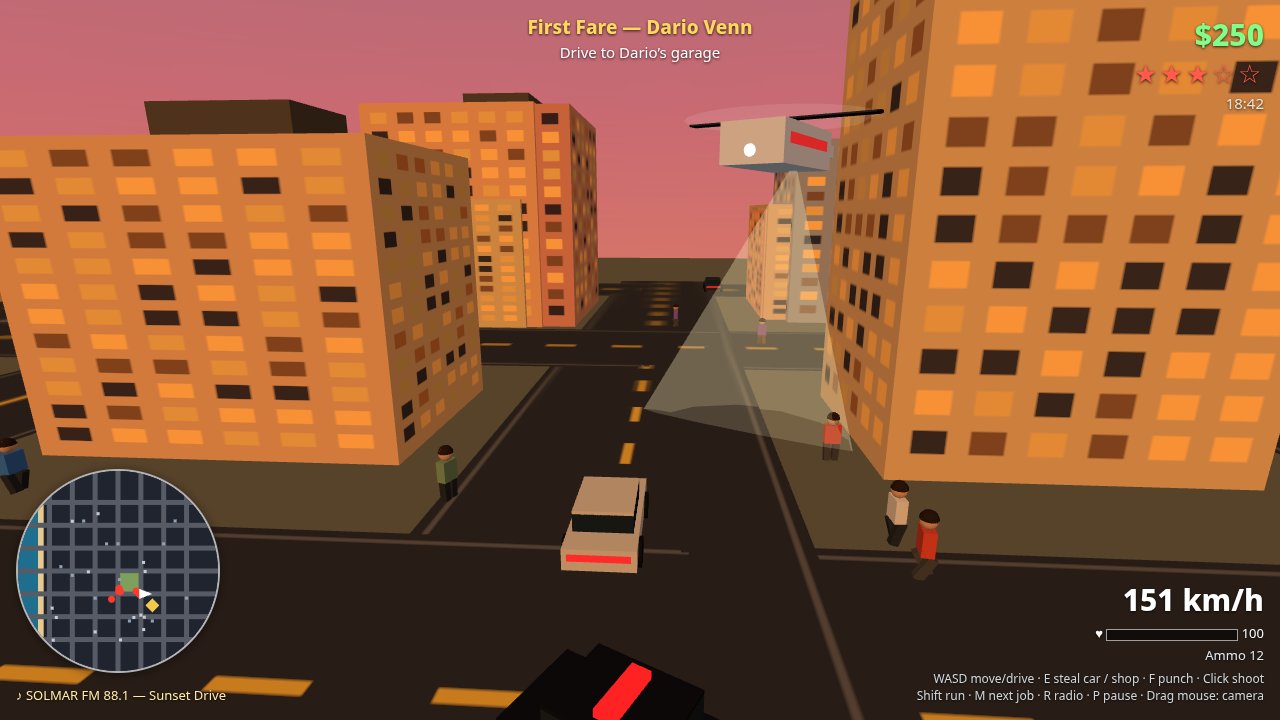 First Fare — Dario Venn
Drive to Dario's garage
$250
18:42
♪ SOLMAR FM 88.1 — Sunset Drive
151 km/h
♥ 100
Ammo 12
WASD move/drive · E steal car / shop · F punch · Click shoot
Shift run · M next job · R radio · P pause · Drag mouse: camera